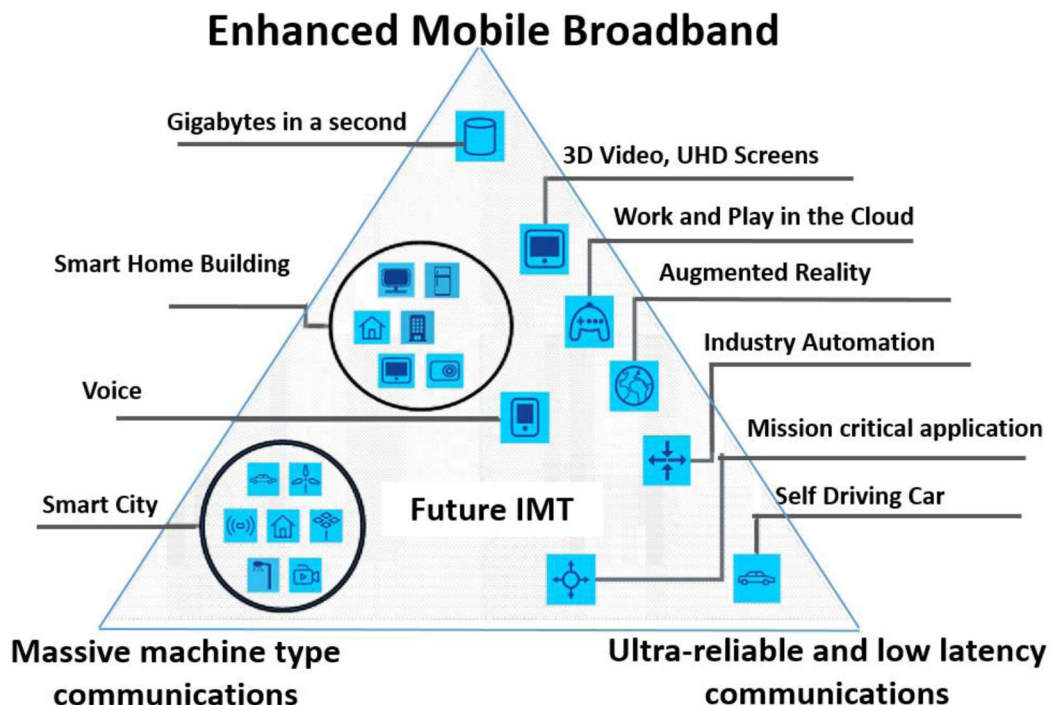 Enhanced Mobile Broadband
Gigabytes in a second
3D Video, UHD Screens
Work and Play in the Cloud
Smart Home Building
Augmented Reality
Industry Automation
Voice
Mission critical application
Smart City
Future IMT
Self Driving Car
Massive machine type
communications
Ultra-reliable and low latency
communications